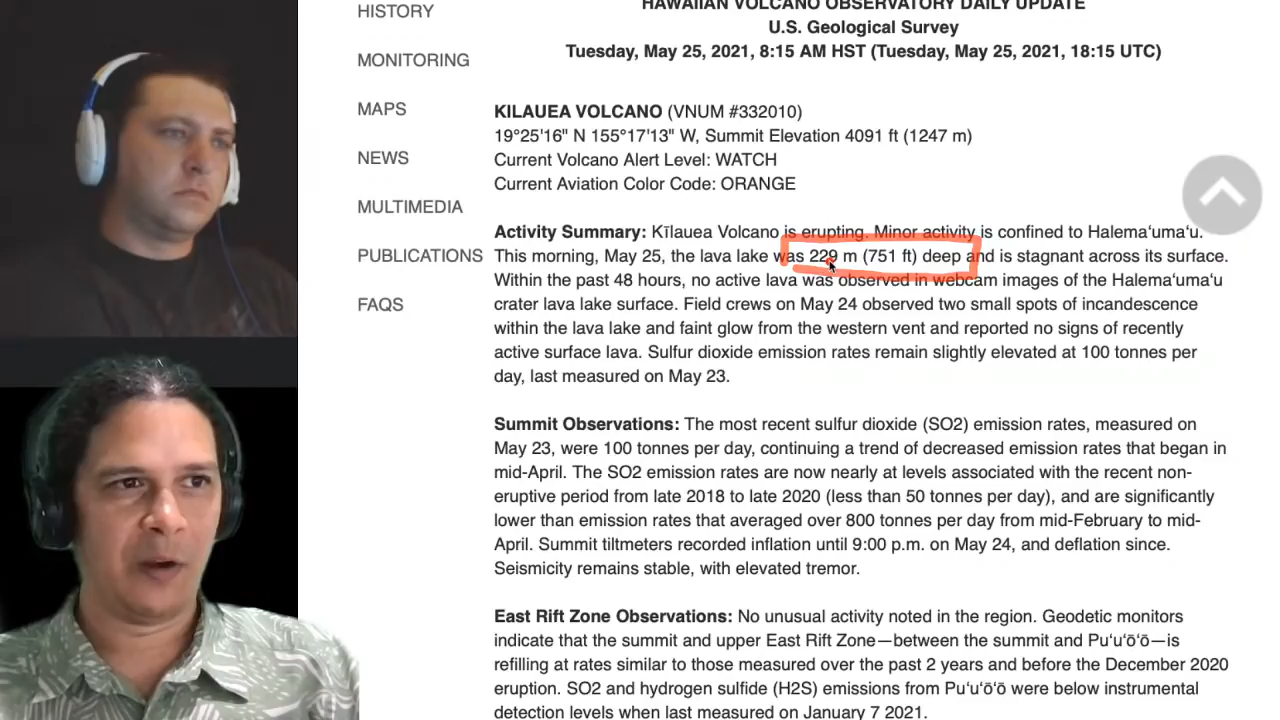 HISTORY
MONITORING
MAPS
NEWS
MULTIMEDIA
PUBLICATIONS
FAQS
HAWAIIAN VOLCANO OBSERVATORY DAILY UPDATE
U.S. Geological Survey
Tuesday, May 25, 2021, 8:15 AM HST (Tuesday, May 25, 2021, 18:15 UTC)
KILAUEA VOLCANO (VNUM #332010)
19°25'16" N 155°17'13" W, Summit Elevation 4091 ft (1247 m)
Current Volcano Alert Level: WATCH
Current Aviation Color Code: ORANGE
Activity Summary: Kīlauea Volcano is erupting. Minor activity is confined to Halemaʻumaʻu.
This morning, May 25, the lava lake was 229 m (751 ft) deep and is stagnant across its surface.
Within the past 48 hours, no active lava was observed in webcam images of the Halemaʻumaʻu
crater lava lake surface. Field crews on May 24 observed two small spots of incandescence
within the lava lake and faint glow from the western vent and reported no signs of recently
active surface lava. Sulfur dioxide emission rates remain slightly elevated at 100 tonnes per
day, last measured on May 23.
Summit Observations: The most recent sulfur dioxide (SO2) emission rates, measured on
May 23, were 100 tonnes per day, continuing a trend of decreased emission rates that began in
mid-April. The SO2 emission rates are now nearly at levels associated with the recent non-
eruptive period from late 2018 to late 2020 (less than 50 tonnes per day), and are significantly
lower than emission rates that averaged over 800 tonnes per day from mid-February to mid-
April. Summit tiltmeters recorded inflation until 9:00 p.m. on May 24, and deflation since.
Seismicity remains stable, with elevated tremor.
East Rift Zone Observations: No unusual activity noted in the region. Geodetic monitors
indicate that the summit and upper East Rift Zone—between the summit and Puʻuʻōʻō—is
refilling at rates similar to those measured over the past 2 years and before the December 2020
eruption. SO2 and hydrogen sulfide (H2S) emissions from Puʻuʻōʻō were below instrumental
detection levels when last measured on January 7 2021.